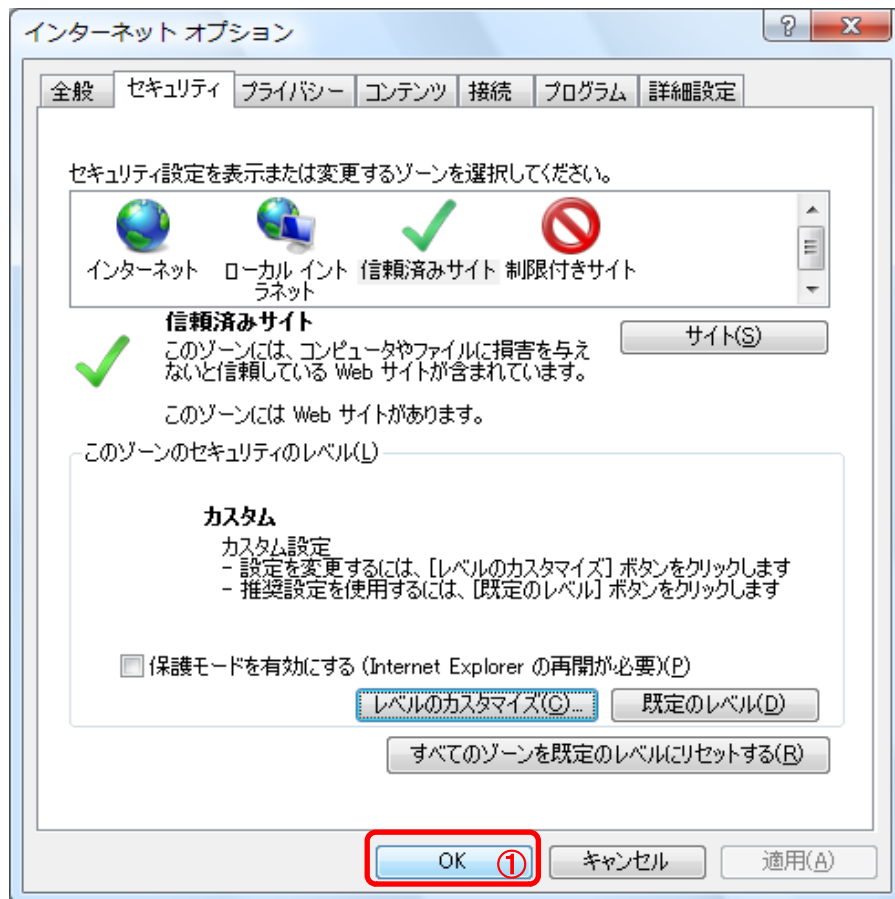 インターネット オプション
全般 セキュリティ プライバシー コンテンツ 接続 プログラム 詳細設定
セキュリティ設定を表示または変更するゾーンを選択してください。
インターネット
ローカル イント
ラネット
信頼済みサイト
制限付きサイト
信頼済みサイト
このゾーンには、コンピュータやファイルに損害を与え
ないと信頼している Web サイトが含まれています。
サイト(S)
このゾーンには Web サイトがあります。
このゾーンのセキュリティのレベル(L)
カスタム
カスタム設定
- 設定を変更するには、[レベルのカスタマイズ] ボタンをクリックします
- 推奨設定を使用するには、[既定のレベル] ボタンをクリックします
保護モードを有効にする (Internet Explorer の再開が必要)(P)
レベルのカスタマイズ(C)... 既定のレベル(D)
すべてのゾーンを既定のレベルにリセットする(R)
OK ① キャンセル 適用(A)